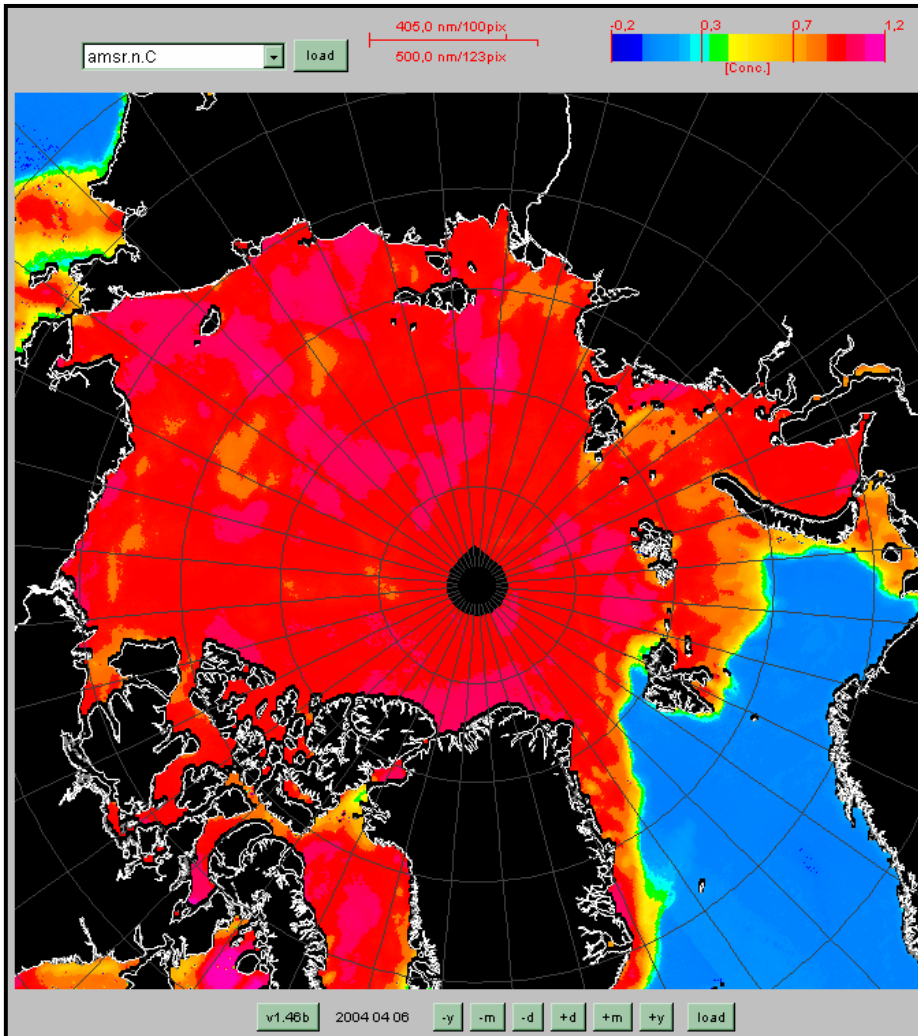 amsr.n.C
load
405,0 nm/100pix
500,0 nm/123pix
-0,2 0,3 0,7 1,2
[Conc.]
v1.46b 2004 04 06 -y -m -d +d +m +y load